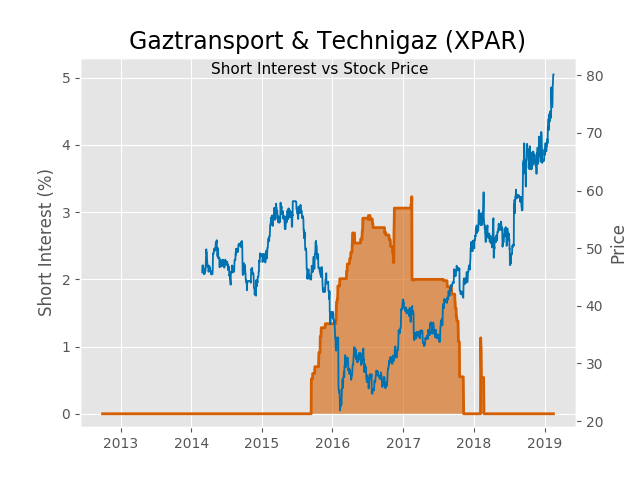 Gaztransport & Technigaz (XPAR)
Short Interest vs Stock Price
Short Interest (%)
5
4
3
2
1
0
80
70
60
50
40
30
20
Price
2013 2014 2015 2016 2017 2018 2019